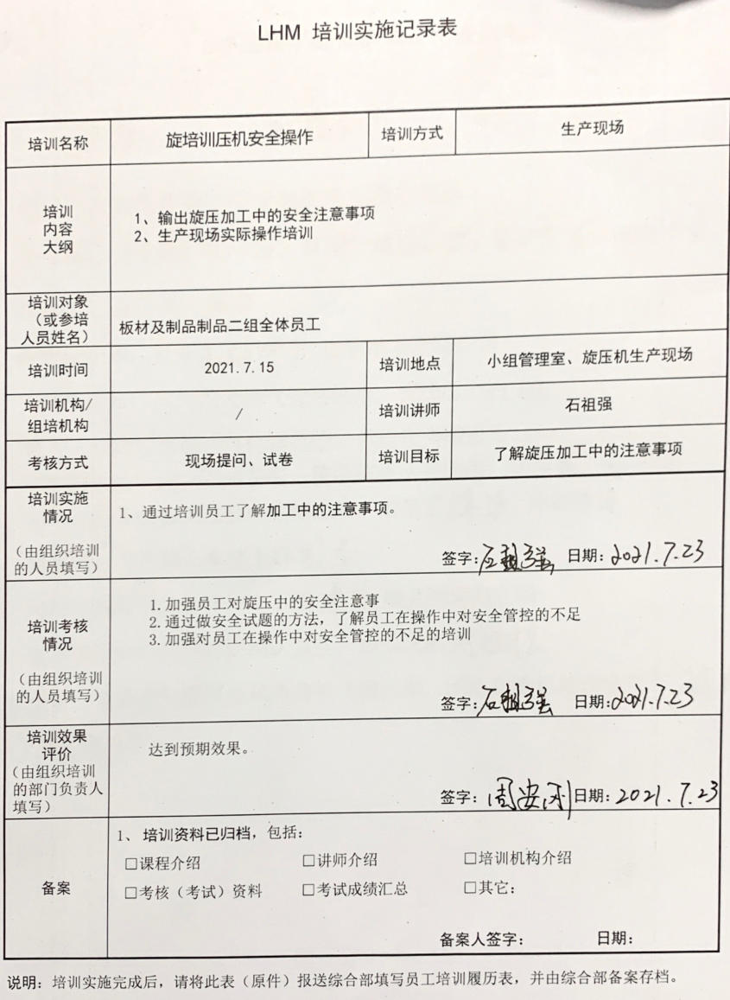 LHM 培训实施记录表
培训名称
旋培训压机安全操作
培训方式
生产现场
培训
内容
大纲
1、输出旋压加工中的安全注意事项
2、生产现场实际操作培训
培训对象
（或参培
人员姓名）
板材及制品制品二组全体员工
培训时间
2021.7.15
培训地点
小组管理室、旋压机生产现场
培训机构/
组培机构
/
培训讲师
石祖强
考核方式
现场提问、试卷
培训目标
了解旋压加工中的注意事项
培训实施
情况
（由组织培训
的人员填写）
1、通过培训员工了解加工中的注意事项。
签字：石祖强 日期：2021.7.23
培训考核
情况
（由组织培训
的人员填写）
1.加强员工对旋压中的安全注意事
2.通过做安全试题的方法，了解员工在操作中对安全管控的不足
3.加强对员工在操作中对安全管控的不足的培训
签字：石祖强 日期：2021.7.23
培训效果
评价
（由组织培训
的部门负责人
填写）
达到预期效果。
签字：周安 日期：2021.7.23
备案
1、培训资料已归档，包括：
□课程介绍 □讲师介绍 □培训机构介绍
□考核（考试）资料 □考试成绩汇总 □其它：
备案人签字： 日期：
说明：培训实施完成后，请将此表（原件）报送综合部填写员工培训履历表，并由综合部备案存档。